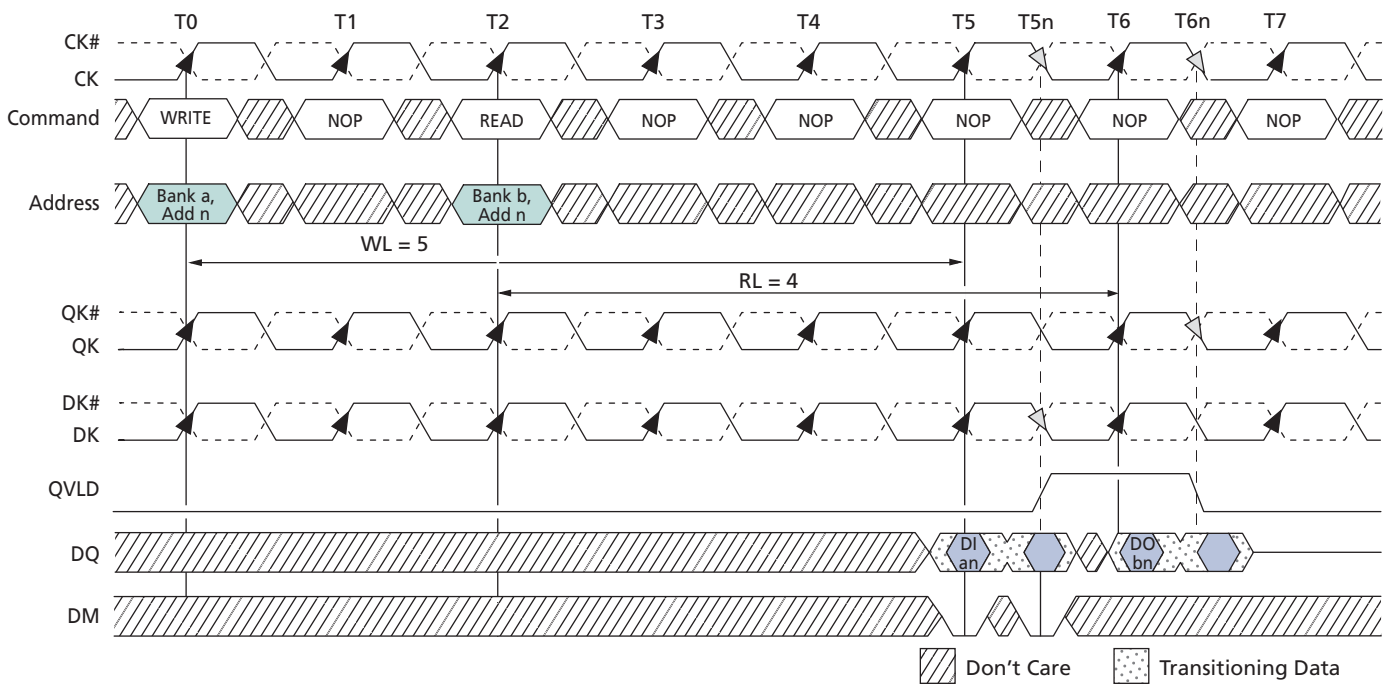 T0 T1 T2 T3 T4 T5 T5n T6 T6n T7
CK#
CK
Command WRITE NOP READ NOP NOP NOP NOP NOP
Address Bank a, Add n Bank b, Add n
WL = 5
RL = 4
QK#
QK
DK#
DK
QVLD
DQ DI an DO bn
DM
Don't Care Transitioning Data